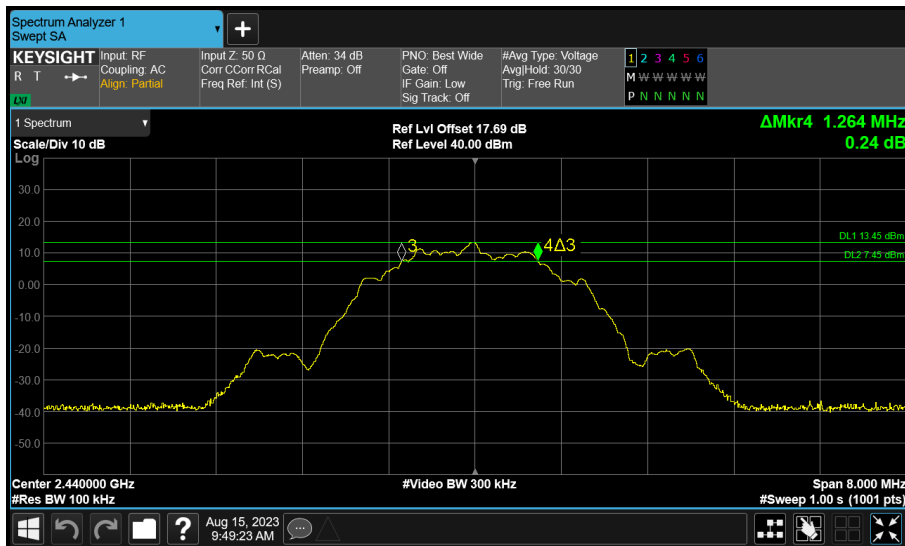 Spectrum Analyzer 1
Swept SA
KEYSIGHT
R T
LXI
Input: RF
Coupling: AC
Align: Partial
Input Z: 50 Ω
Corr CCorr RCal
Freq Ref: Int (S)
Atten: 34 dB
Preamp: Off
PNO: Best Wide
Gate: Off
IF Gain: Low
Sig Track: Off
#Avg Type: Voltage
Avg|Hold: 30/30
Trig: Free Run
1 2 3 4 5 6
M W W W W W
P N N N N N
1 Spectrum
Scale/Div 10 dB
Ref Lvl Offset 17.69 dB
Ref Level 40.00 dBm
ΔMkr4 1.264 MHz
0.24 dB
Log
30.0
20.0
10.0
0.00
-10.0
-20.0
-30.0
-40.0
-50.0
3
4Δ3
DL1 13.45 dBm
DL2 7.45 dBm
Center 2.440000 GHz
#Res BW 100 kHz
#Video BW 300 kHz
Span 8.000 MHz
#Sweep 1.00 s (1001 pts)
?
Aug 15, 2023
9:49:23 AM